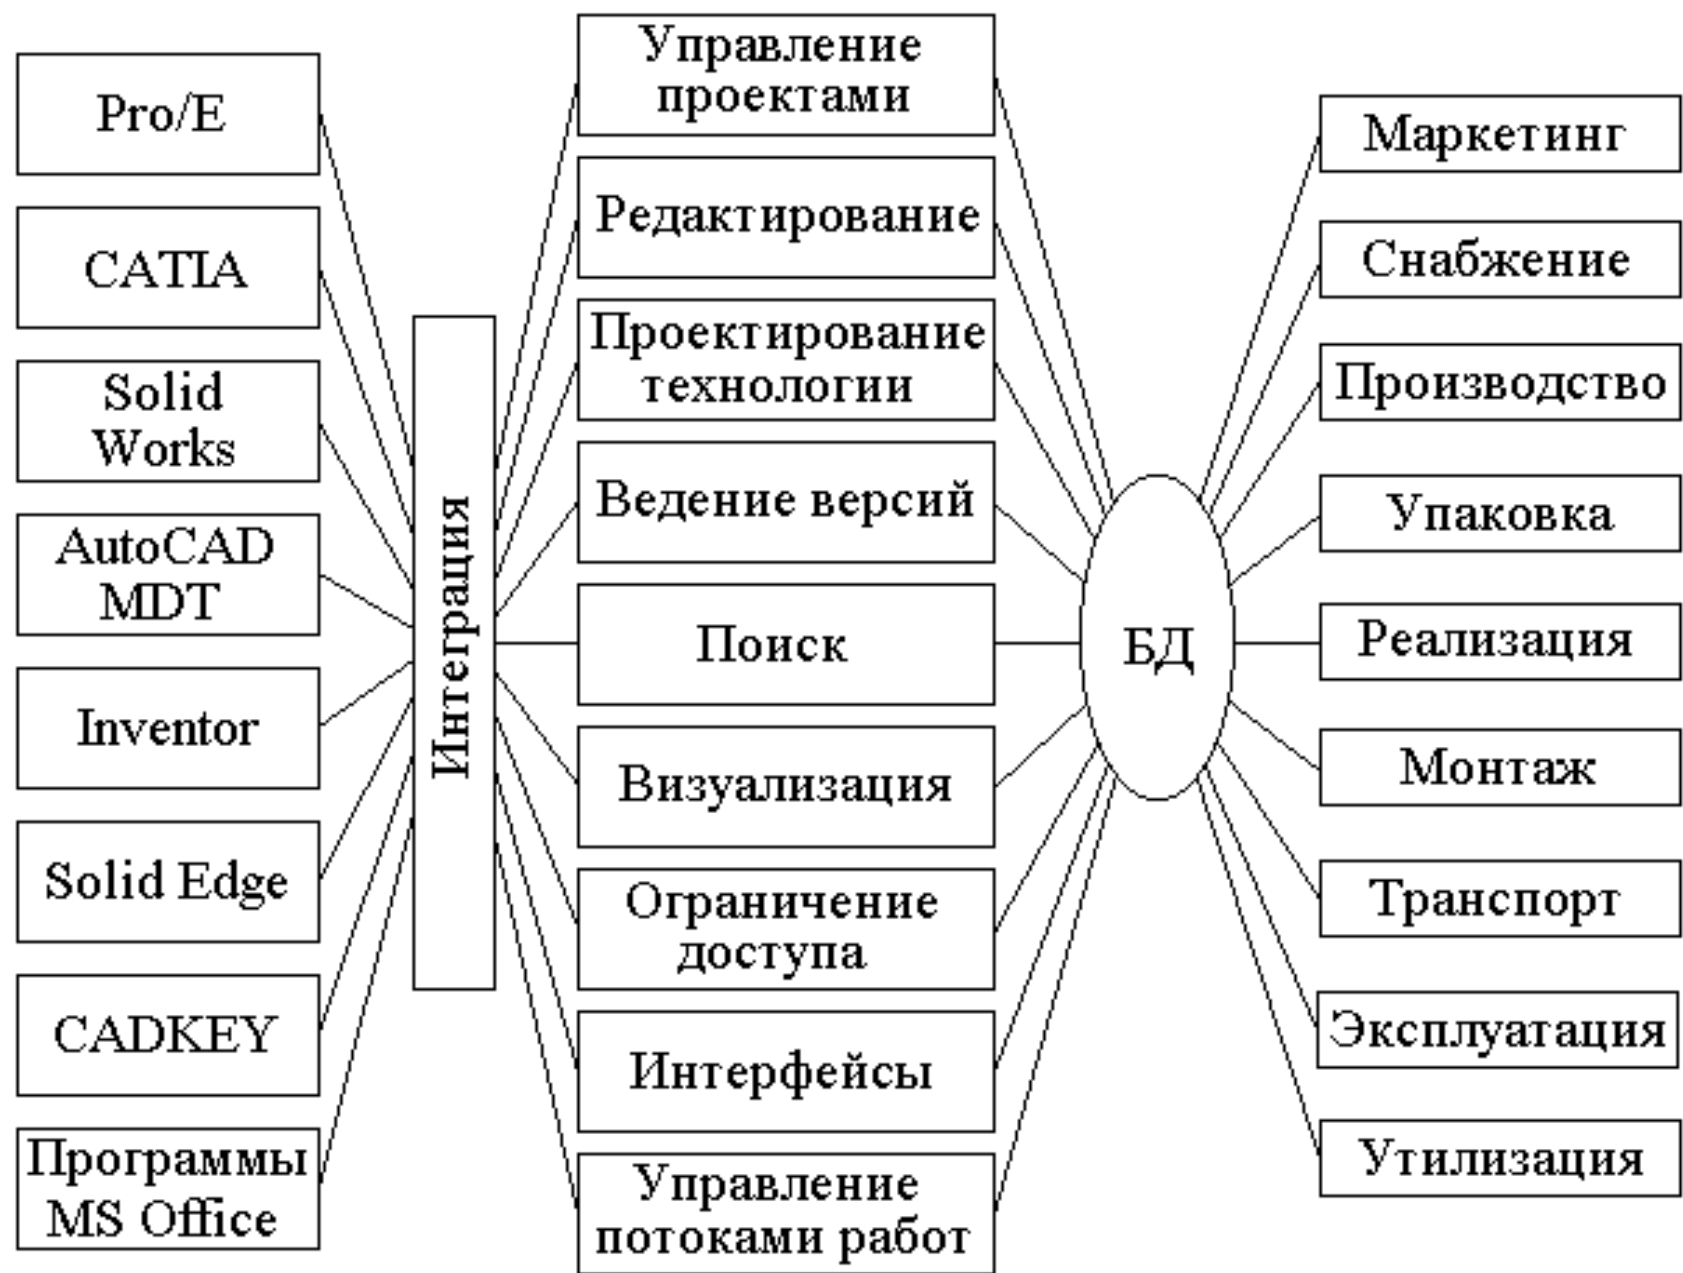 Pro/E
CATIA
Solid
Works
AutoCAD
MDT
Inventor
Solid Edge
CADKEY
Программы
MS Office
Интеграция
Управление
проектами
Редактирование
Проектирование
технологии
Ведение версий
Поиск
Визуализация
Ограничение
доступа
Интерфейсы
Управление
потоками работ
БД
Маркетинг
Снабжение
Производство
Упаковка
Реализация
Монтаж
Транспорт
Эксплуатация
Утилизация